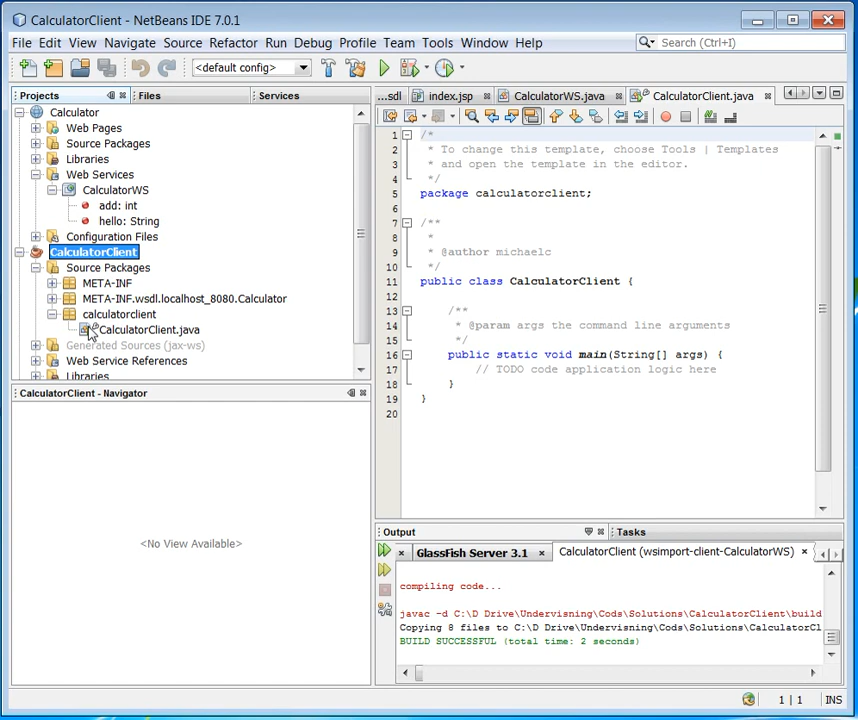 CalculatorClient - NetBeans IDE 7.0.1
File Edit View Navigate Source Refactor Run Debug Profile Team Tools Window Help
Search (Ctrl+I)
<default config>
Projects Files Services
Calculator
Web Pages
Source Packages
Libraries
Web Services
CalculatorWS
add: int
hello: String
Configuration Files
CalculatorClient
Source Packages
META-INF
META-INF.wsdl.localhost_8080.Calculator
calculatorclient
CalculatorClient.java
Generated Sources (jax-ws)
Web Service References
Libraries
CalculatorClient - Navigator
<No View Available>
...sdl index.jsp CalculatorWS.java CalculatorClient.java
1 /*
2 * To change this template, choose Tools | Templates
3 * and open the template in the editor.
4 */
5 package calculatorclient;
6
7 /**
8 *
9 * @author michaelc
10 */
11 public class CalculatorClient {
12
13 /**
14 * @param args the command line arguments
15 */
16 public static void main(String[] args) {
17 // TODO code application logic here
18 }
19 }
20
Output Tasks
GlassFish Server 3.1 CalculatorClient (wsimport-client-CalculatorWS)
compiling code...
javac -d C:\D Drive\Undervisning\Cods\Solutions\CalculatorClient\build
Copying 8 files to C:\D Drive\Undervisning\Cods\Solutions\CalculatorCl
BUILD SUCCESSFUL (total time: 2 seconds)
1 | 1 INS